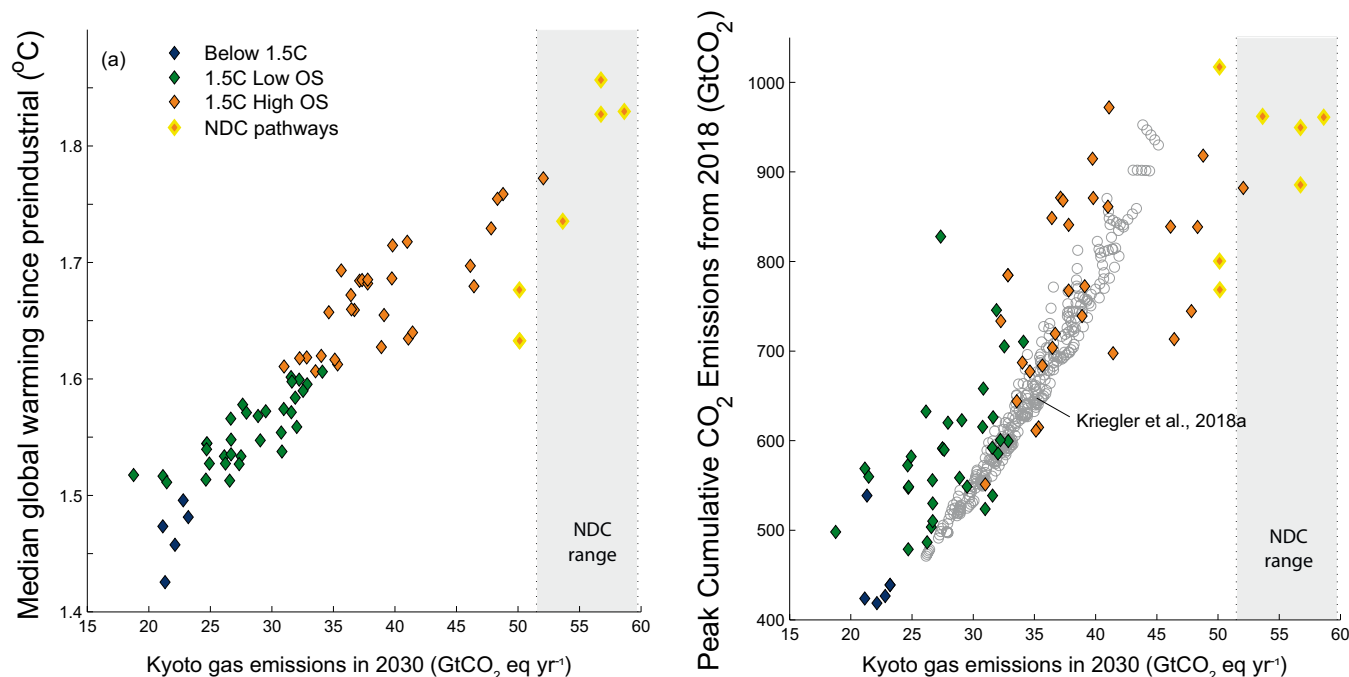 Median global warming since preindustrial (°C)
1.9
1.8
1.7
1.6
1.5
1.4
(a)
Below 1.5C
1.5C Low OS
1.5C High OS
NDC pathways
NDC
range
15 20 25 30 35 40 45 50 55 60
Kyoto gas emissions in 2030 (GtCO₂ eq yr⁻¹)
Peak Cumulative CO₂ Emissions from 2018 (GtCO₂)
1000
900
800
700
600
500
400
Kriegler et al., 2018a
NDC
range
15 20 25 30 35 40 45 50 55 60
Kyoto gas emissions in 2030 (GtCO₂ eq yr⁻¹)